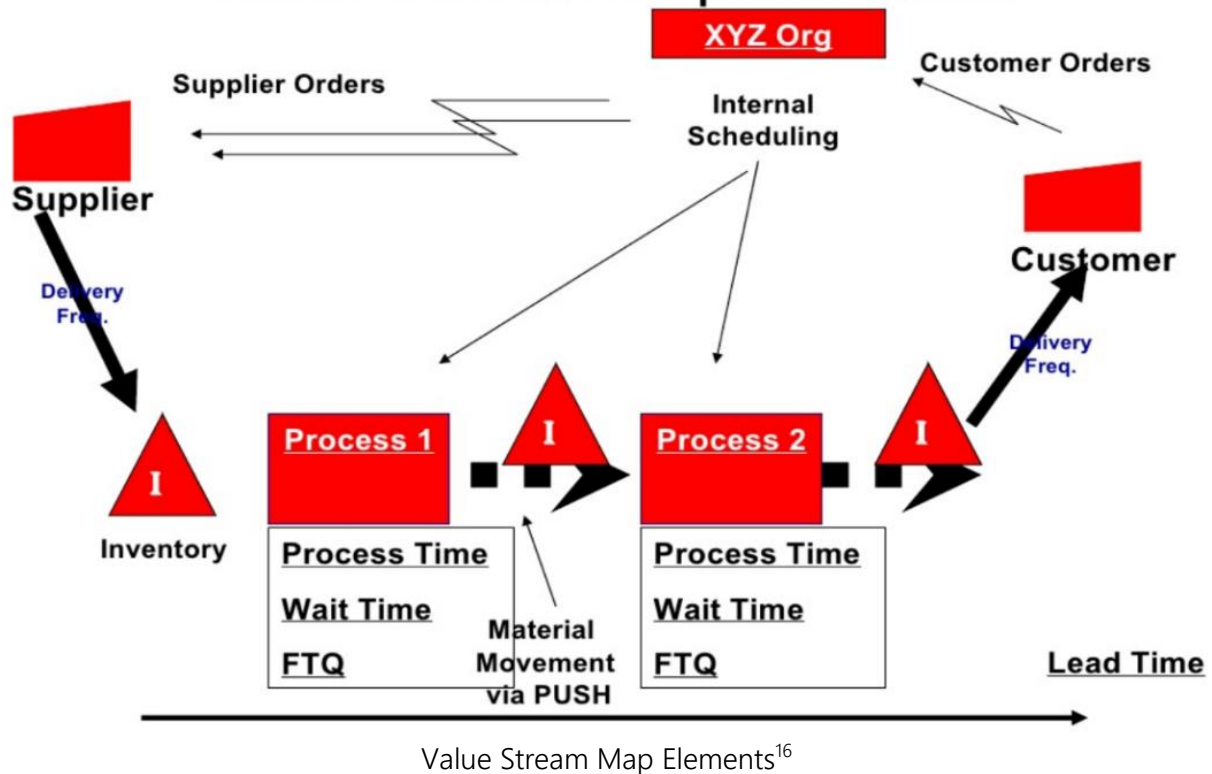 XYZ Org
Supplier Orders
Customer Orders
Internal
Scheduling
Supplier
Customer
Delivery
Freq.
Delivery
Freq.
I
I
I
Process 1
Process 2
Inventory
Process Time
Wait Time
FTQ
Material
Movement
via PUSH
Process Time
Wait Time
FTQ
Lead Time
Value Stream Map Elements16